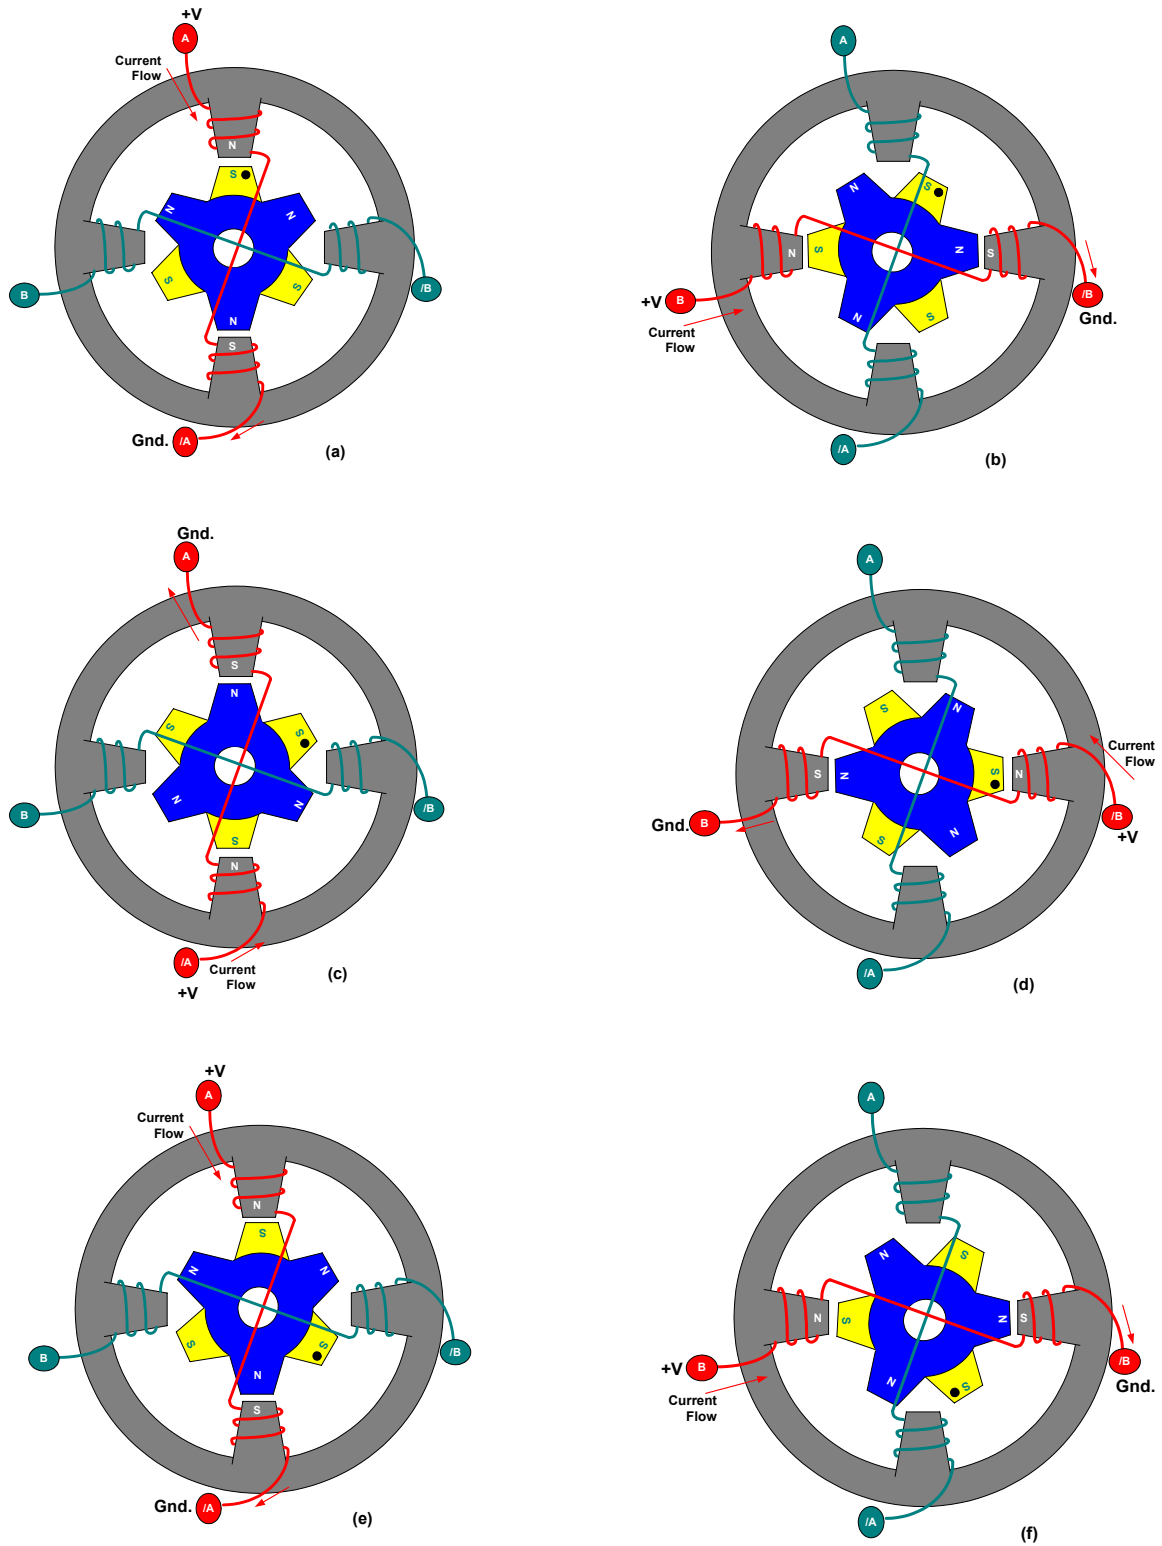 +V
A
Current
Flow
N
S
N
N
S
S
N
S
B
/B
Gnd.
/A
(a)
A
N
S
N
S
N
S
N
S
+V
B
Current
Flow
/B
Gnd.
/A
(b)
Gnd.
A
S
N
S
S
N
N
S
N
B
/B
/A
+V
Current
Flow
(c)
A
S
N
S
N
S
N
S
N
Current
Flow
Gnd.
B
/B
+V
/A
(d)
+V
A
Current
Flow
N
S
N
N
S
S
N
S
B
/B
Gnd.
/A
(e)
A
N
S
N
S
N
S
N
S
+V
B
Current
Flow
/B
Gnd.
/A
(f)